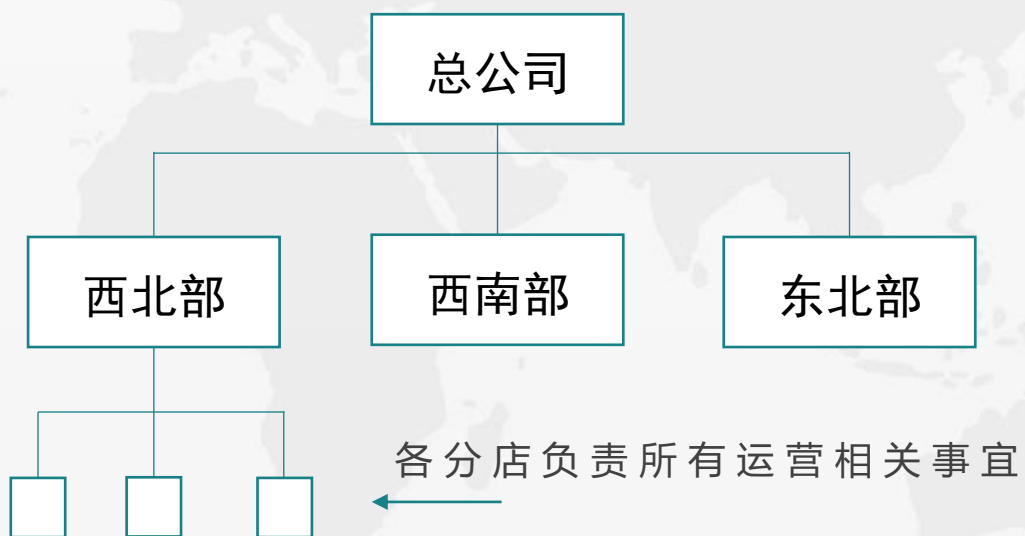 总公司
西北部
西南部
东北部
各分店负责所有运营相关事宜